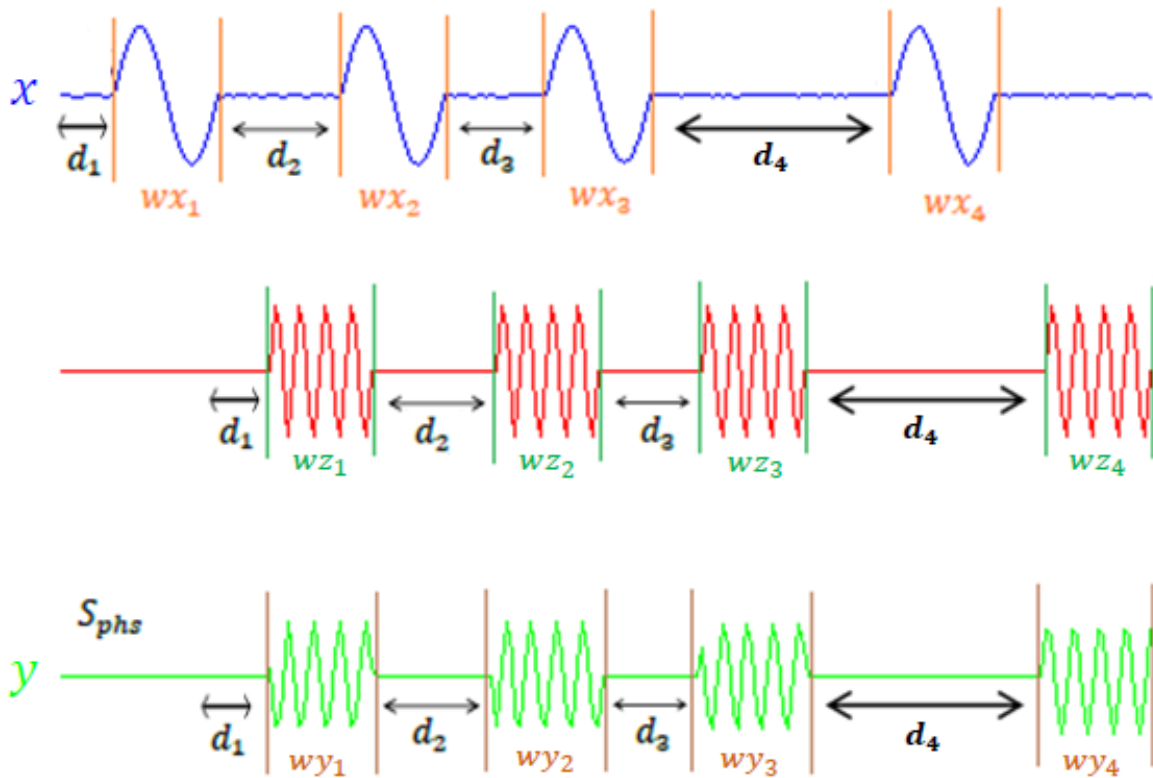 x
d₁ d₂ d₃ d₄
wx₁ wx₂ wx₃ wx₄
d₁ d₂ d₃ d₄
wz₁ wz₂ wz₃ wz₄
Sₚₕₛ
y
d₁ d₂ d₃ d₄
wy₁ wy₂ wy₃ wy₄